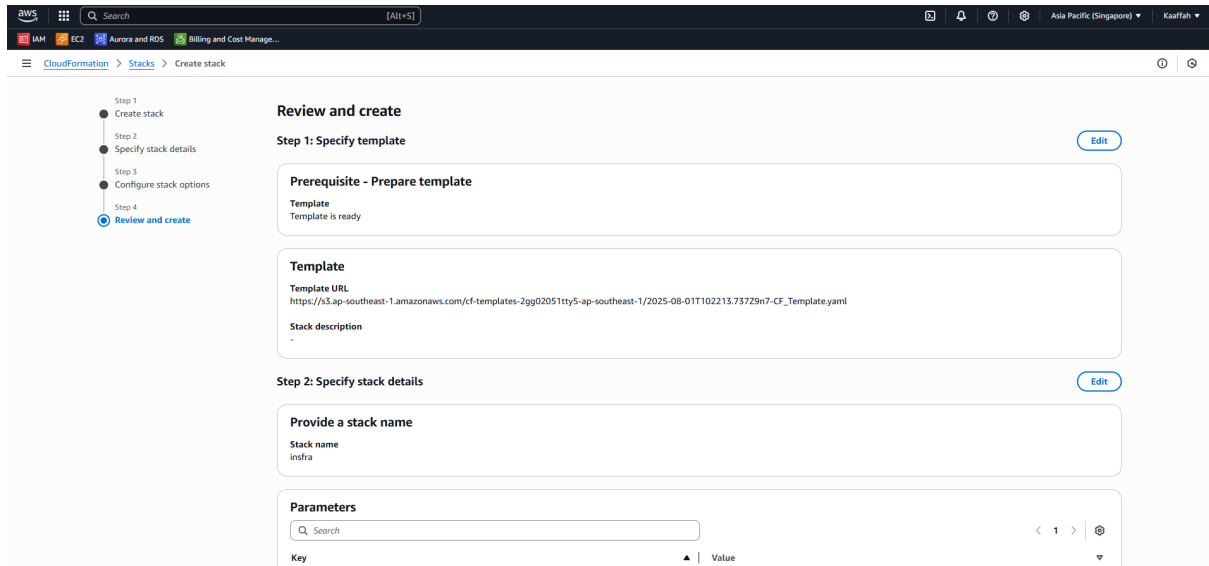 aws
Search [Alt+S]
Asia Pacific (Singapore)
Kaaffah
IAM
EC2
Aurora and RDS
Billing and Cost Manage...
CloudFormation > Stacks > Create stack
Step 1
Create stack
Step 2
Specify stack details
Step 3
Configure stack options
Step 4
Review and create
Review and create
Step 1: Specify template
Edit
Prerequisite - Prepare template
Template
Template is ready
Template
Template URL
https://s3.ap-southeast-1.amazonaws.com/cf-templates-2gg02051tty5-ap-southeast-1/2025-08-01T102213.737Z9n7-CF_Template.yaml
Stack description
-
Step 2: Specify stack details
Edit
Provide a stack name
Stack name
insfra
Parameters
Search
< 1 >
Key
Value